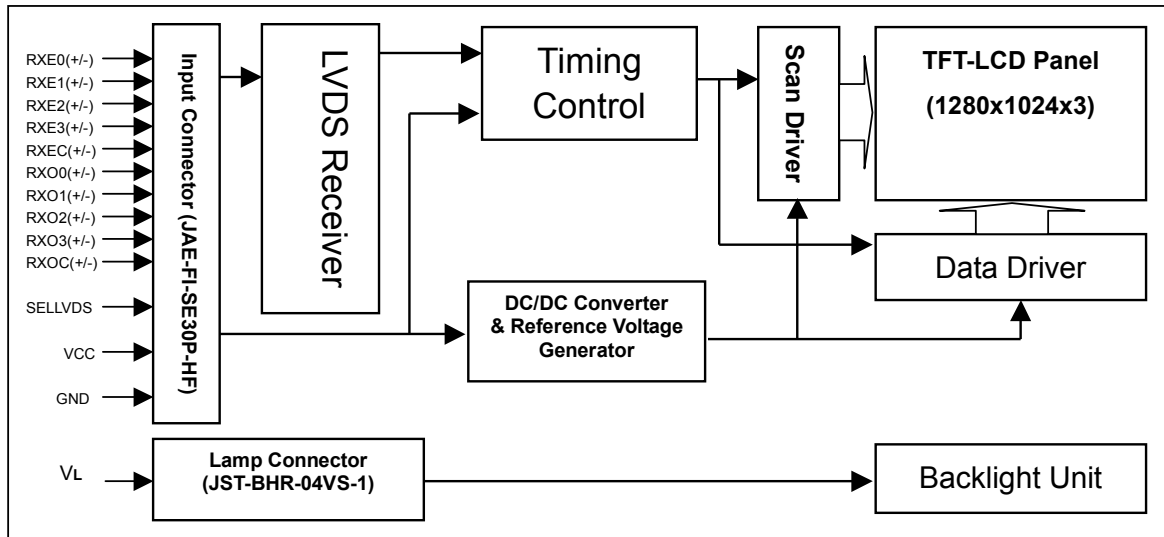 RXE0(+/-)
RXE1(+/-)
RXE2(+/-)
RXE3(+/-)
RXEC(+/-)
RXO0(+/-)
RXO1(+/-)
RXO2(+/-)
RXO3(+/-)
RXOC(+/-)
SELLVDS
VCC
GND
Input Connector (JAE-FI-SE30P-HF)
LVDS Receiver
Timing
Control
Scan Driver
TFT-LCD Panel
(1280x1024x3)
Data Driver
DC/DC Converter
& Reference Voltage
Generator
VL
Lamp Connector
(JST-BHR-04VS-1)
Backlight Unit